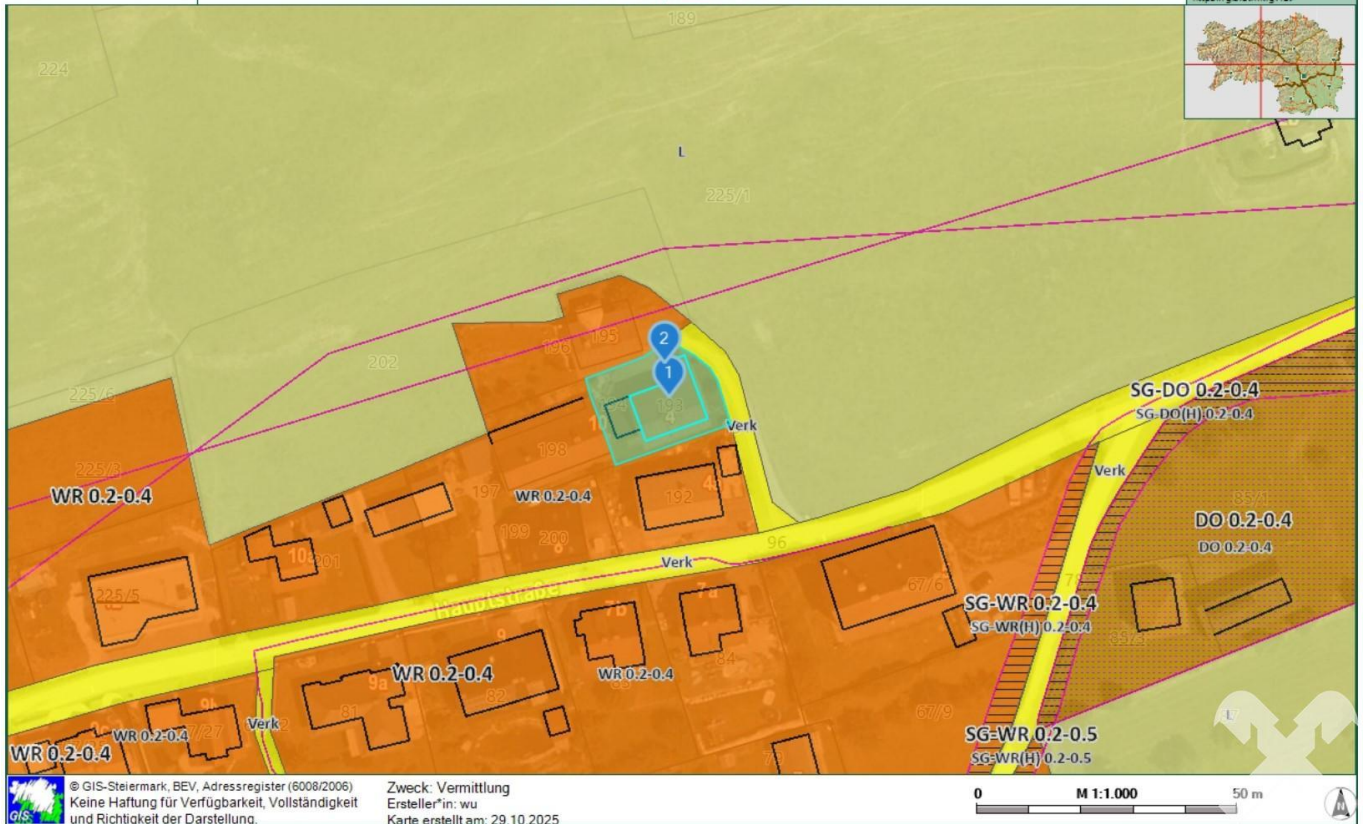 189
224
L
225/1
202
225/6
195
196
2
1
193
4
Verk
198
225/3
WR 0.2-0.4
WR 0.2-0.4
192
197
199
200
201
SG-DO 0.2-0.4
SG-DO(H) 0.2-0.4
Verk
DO 0.2-0.4
DO 0.2-0.4
96
Verk
Hauptstraße
225/5
67/6
7b
7a
SG-WR 0.2-0.4
SG-WR(H) 0.2-0.4
9
WR 0.2-0.4
WR 0.2-0.4
9a
82
84
81
67/9
Verk
9b
WR 0.2-0.4
WR 0.2-0.4
L
SG-WR 0.2-0.5
SG-WR(H) 0.2-0.5
GIS
© GIS-Steiermark, BEV, Adressregister (6008/2006)
Keine Haftung für Verfügbarkeit, Vollständigkeit
und Richtigkeit der Darstellung.
Zweck: Vermittlung
Ersteller*in: wu
Karte erstellt am: 29.10.2025
0 M 1:1.000 50 m